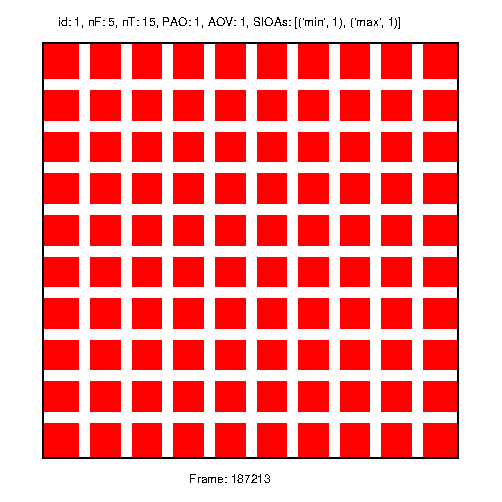 id: 1, nF: 5, nT: 15, PAO: 1, AOV: 1, SIOAs: [('min', 1), ('max', 1)]
Frame: 187213